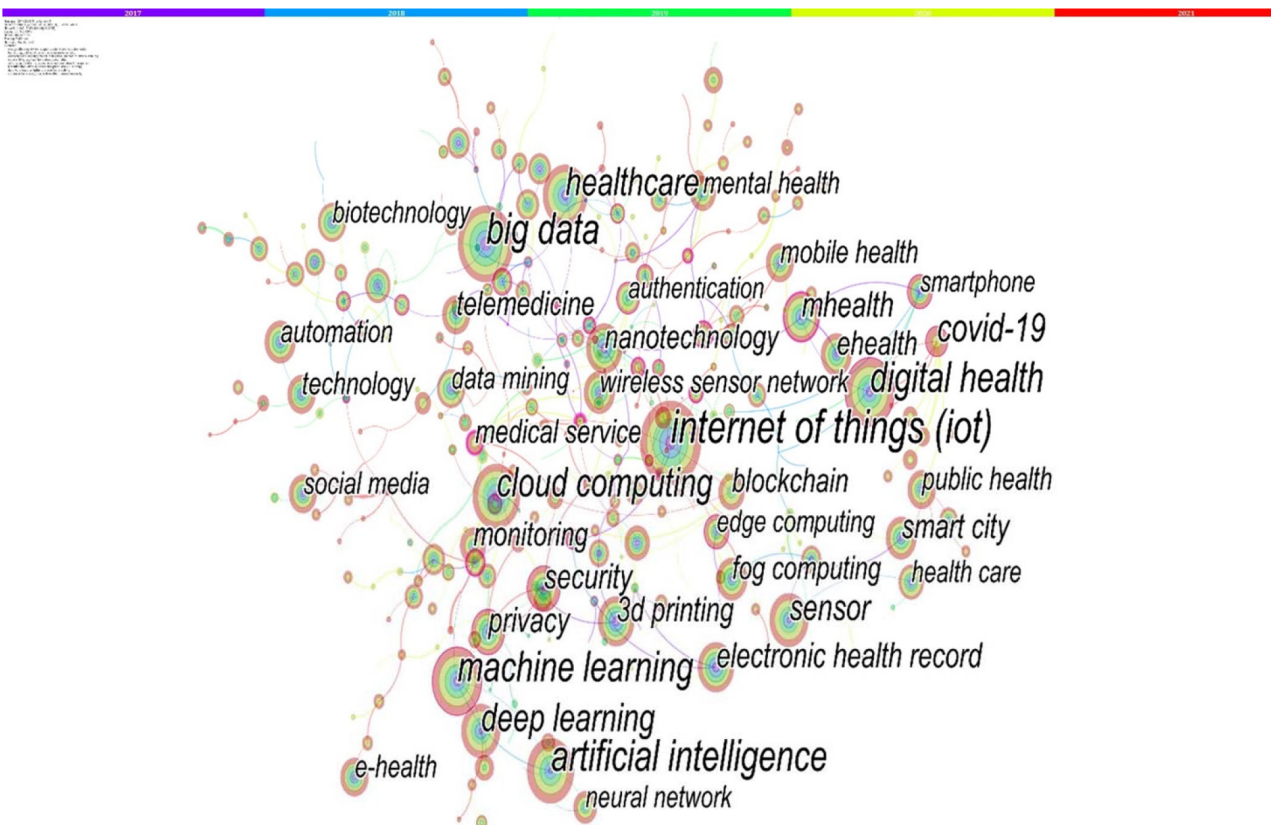 2017 2018 2019 2020 2021
healthcare mental health
biotechnology
big data
mobile health
smartphone
authentication
telemedicine
mhealth
automation
nanotechnology
ehealth
covid-19
technology
data mining
wireless sensor network
digital health
medical service
internet of things (iot)
social media
cloud computing
blockchain
public health
monitoring
edge computing
smart city
security
fog computing
health care
privacy
3d printing
sensor
machine learning
electronic health record
deep learning
e-health
artificial intelligence
neural network